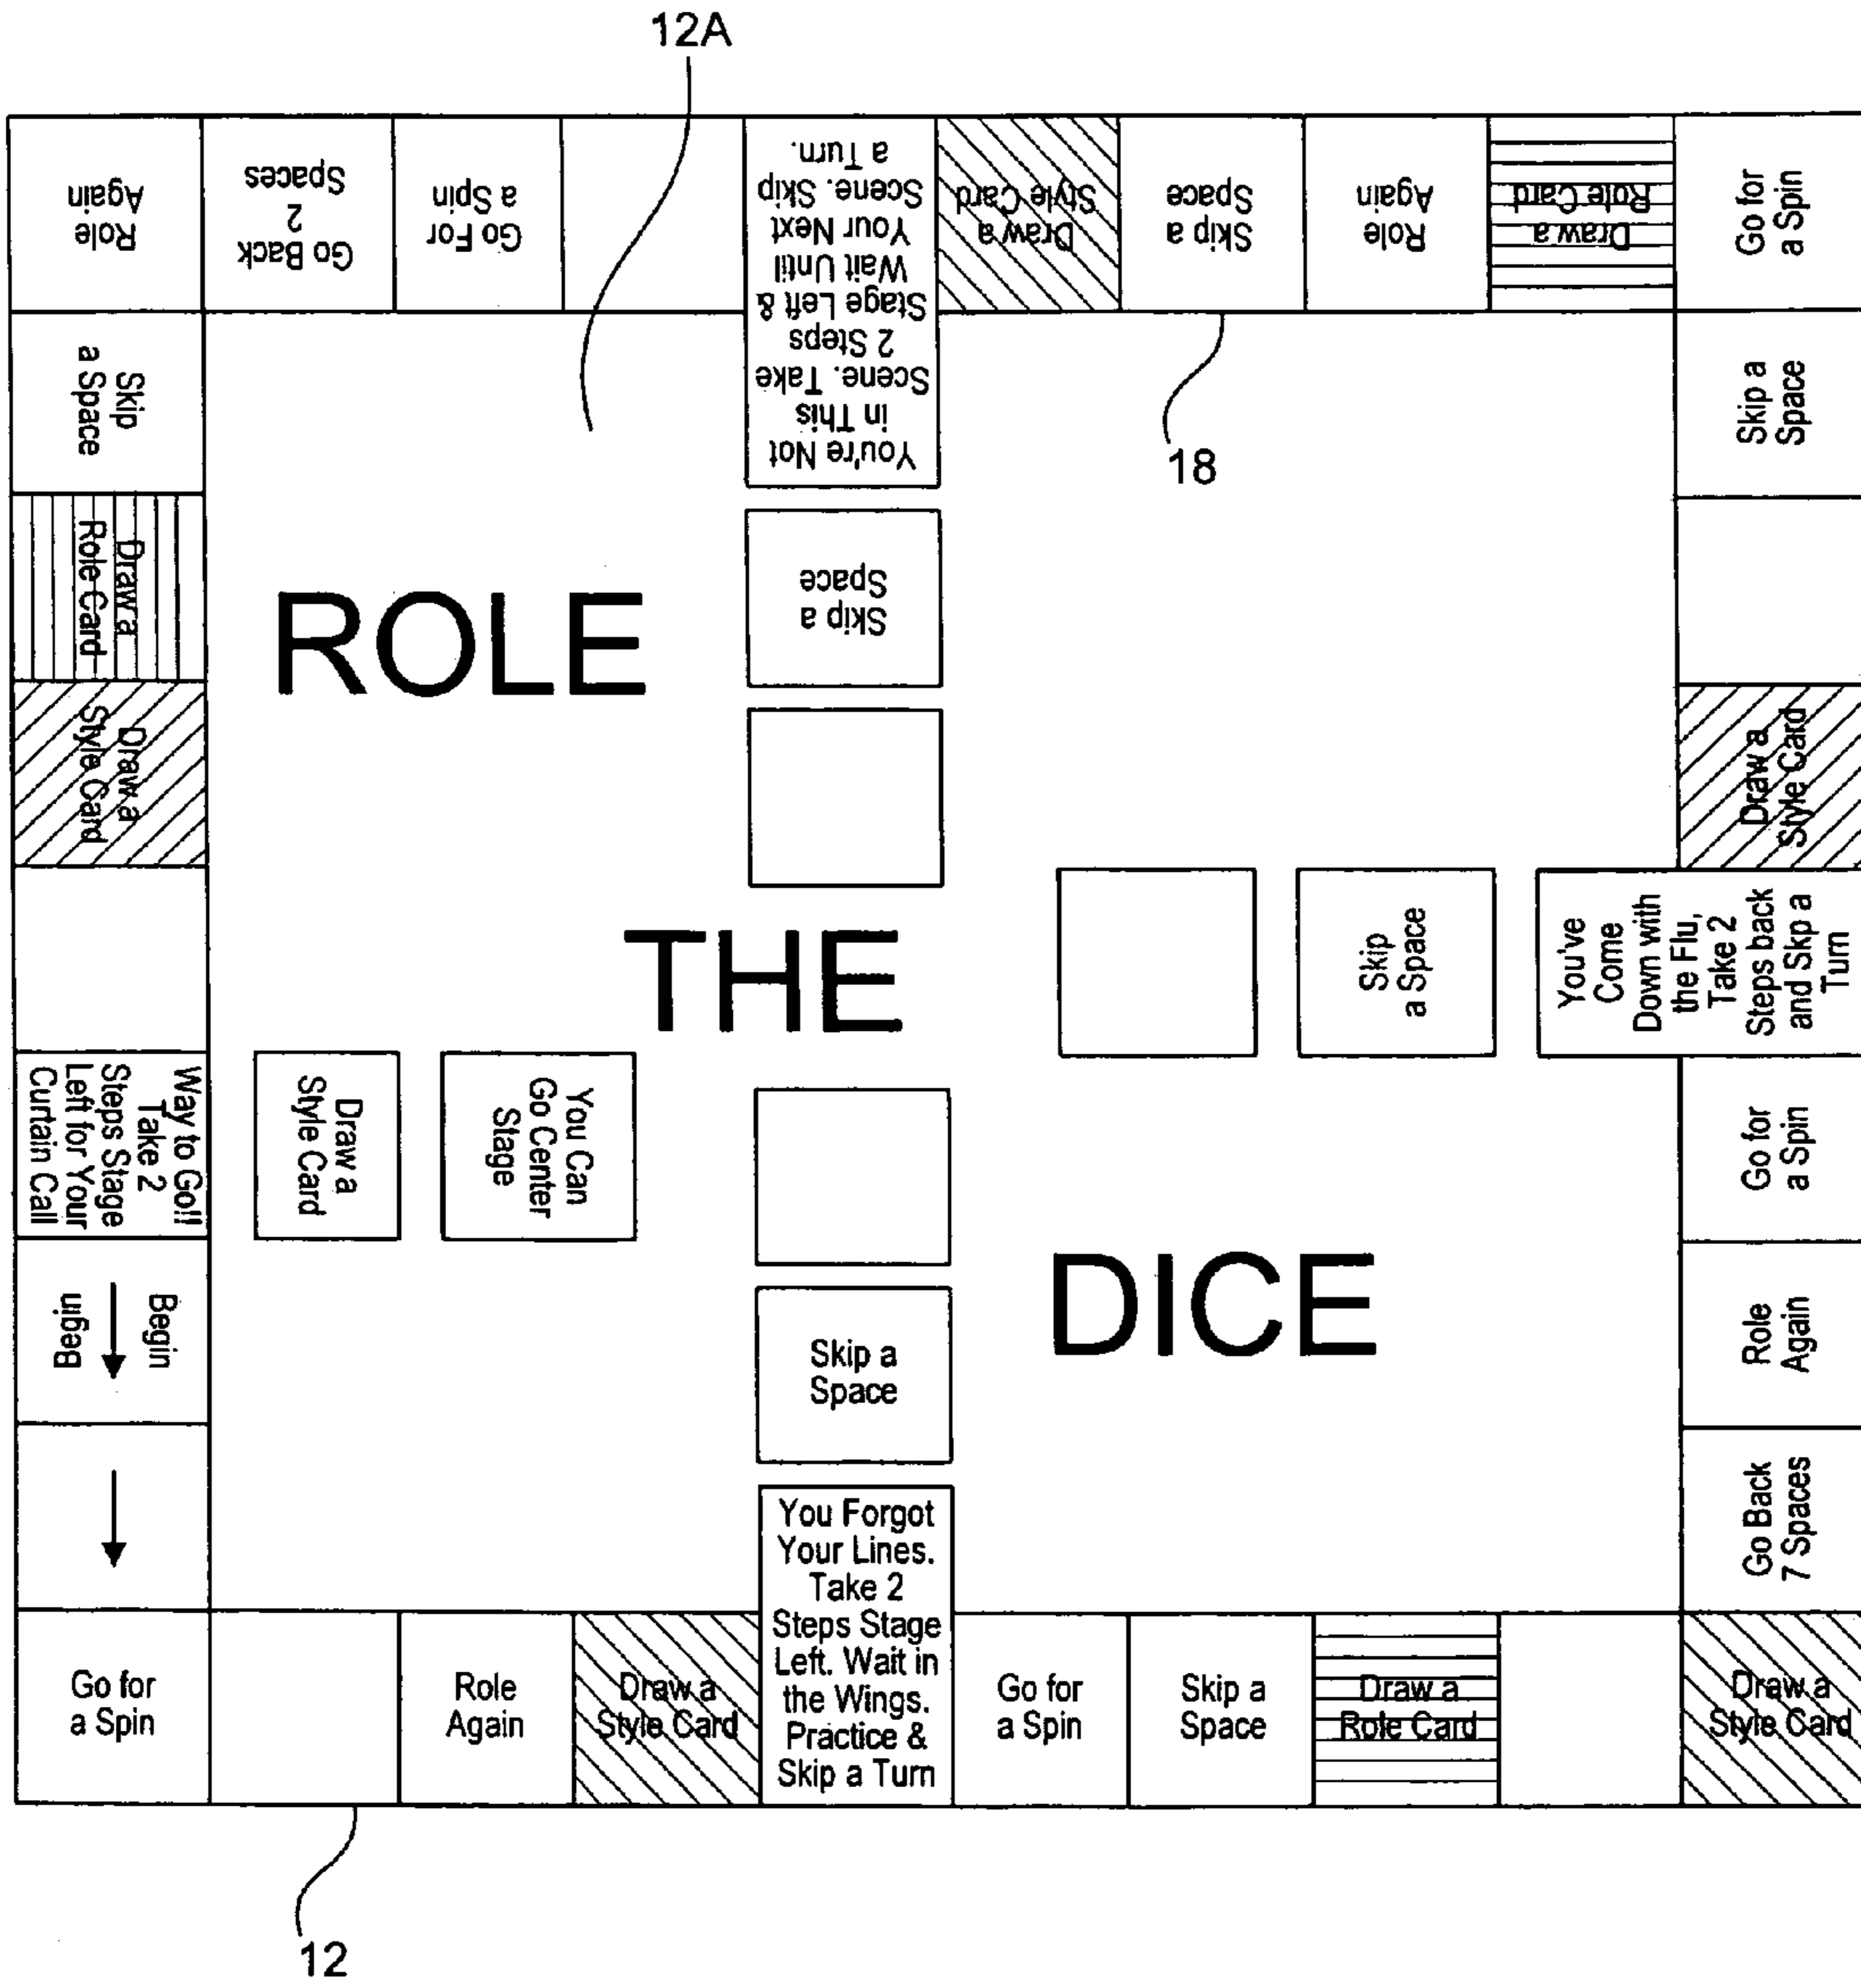 12A
Role
Again
Go Back
2
Spaces
Go For
a Spin
You're Not
in This
Scene. Take
2 Steps
Stage Left &
Wait Until
Your Next
Scene. Skip
a Turn.
Draw a
Style Card
Skip a
Space
Role
Again
Draw a
Role Card
Go for
a Spin
Skip
a Space
Skip a
Space
18
Draw a
Role Card
ROLE
Skip a
Space
Draw a
Style Card
Draw a
Style Card
THE
Skip
a Space
You've
Come
Down with
the Flu,
Take 2
Steps back
and Skp a
Turn
Way to Go!!
Take 2
Steps Stage
Left for Your
Curtain Call
Draw a
Style Card
You Can
Go Center
Stage
Go for
a Spin
Begin
Begin
Skip a
Space
DICE
Role
Again
Go Back
7 Spaces
Go for
a Spin
Role
Again
Draw a
Style Card
You Forgot
Your Lines.
Take 2
Steps Stage
Left. Wait in
the Wings.
Practice &
Skip a Turn
Go for
a Spin
Skip a
Space
Draw a
Role Card
Draw a
Style Card
12